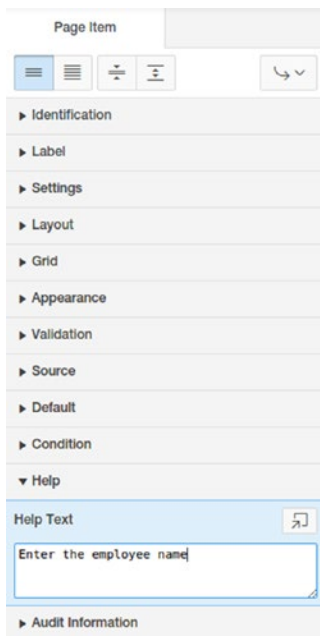 Page Item
Identification
Label
Settings
Layout
Grid
Appearance
Validation
Source
Default
Condition
Help
Help Text
Enter the employee name
Audit Information